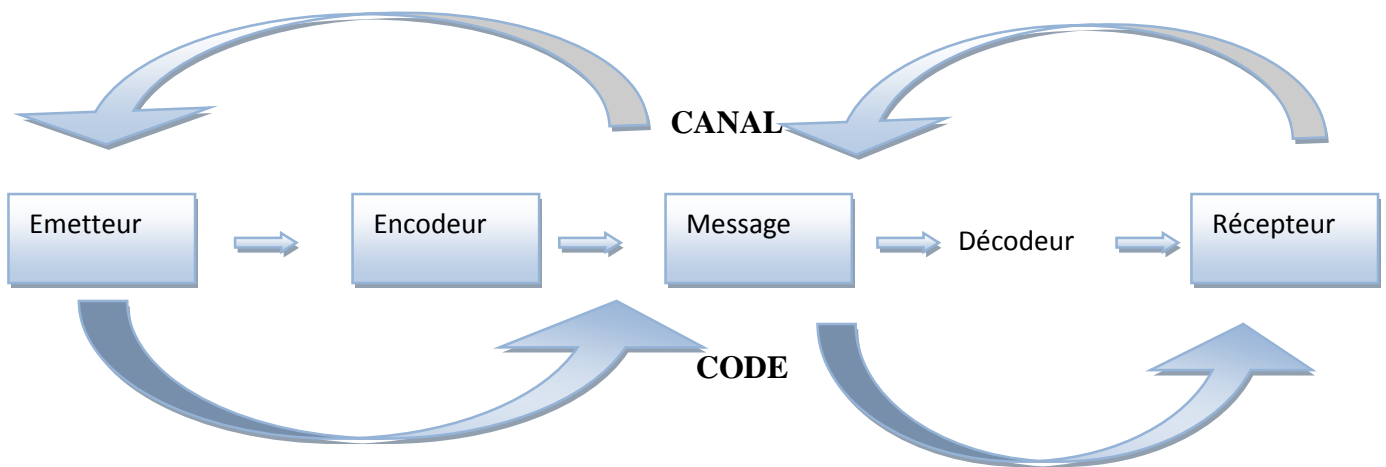 CANAL
Emetteur
Encodeur
Message
Décodeur
Récepteur
CODE